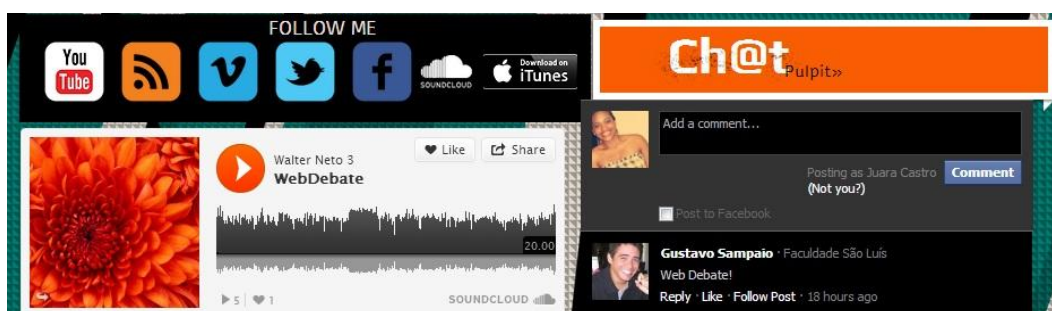 FOLLOW ME
You
Tube
SOUNDCLOUD
Download on
iTunes
Ch@t
Pulpit»
Walter Neto 3
WebDebate
Like
Share
20.00
5
1
SOUNDCLOUD
Add a comment...
Posting as Juara Castro
(Not you?)
Comment
Post to Facebook
Gustavo Sampaio · Faculdade São Luís
Web Debate!
Reply · Like · Follow Post · 18 hours ago